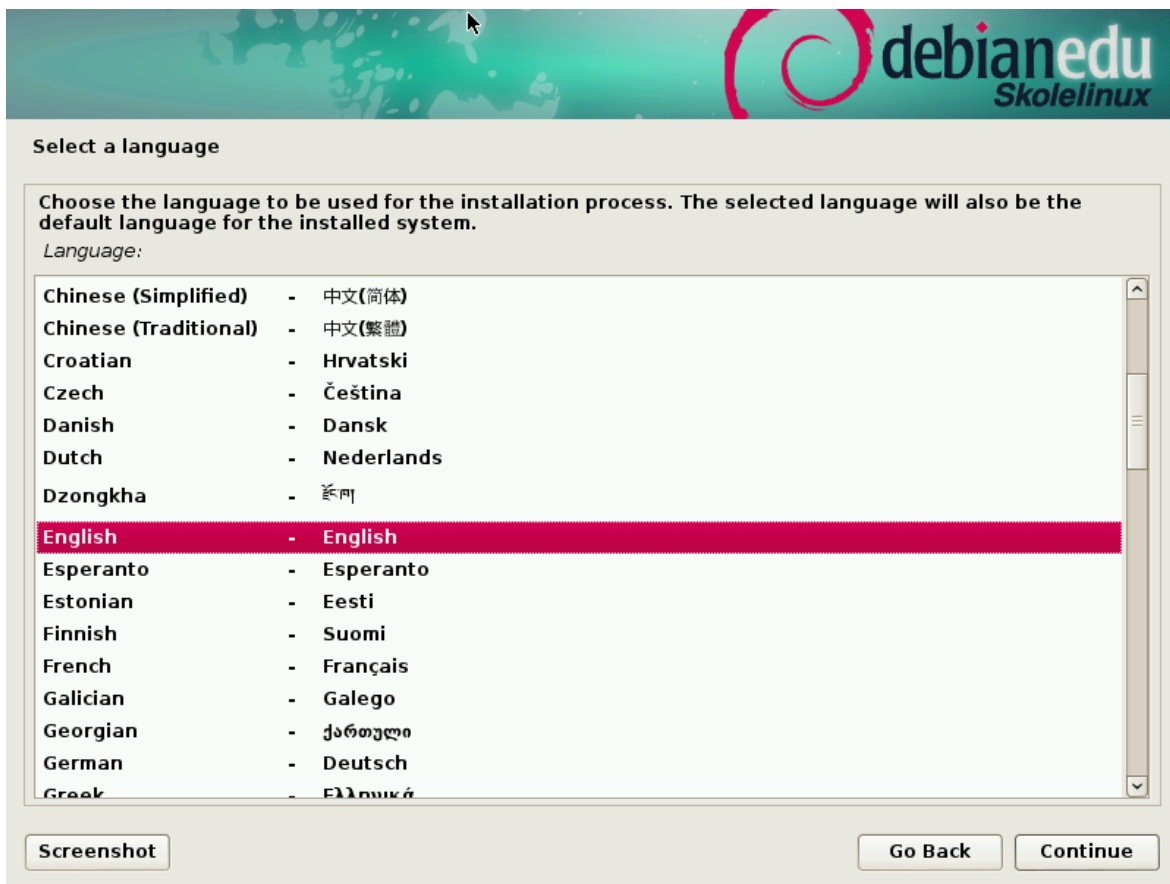 debianedu
Skolelinux
Select a language
Choose the language to be used for the installation process. The selected language will also be the
default language for the installed system.
Language:
Chinese (Simplified) - 中文(简体)
Chinese (Traditional) - 中文(繁體)
Croatian - Hrvatski
Czech - Čeština
Danish - Dansk
Dutch - Nederlands
Dzongkha - རྫོང་ཁ།
English - English
Esperanto - Esperanto
Estonian - Eesti
Finnish - Suomi
French - Français
Galician - Galego
Georgian - ქართული
German - Deutsch
Greek - Ελληνικά
Screenshot Go Back Continue